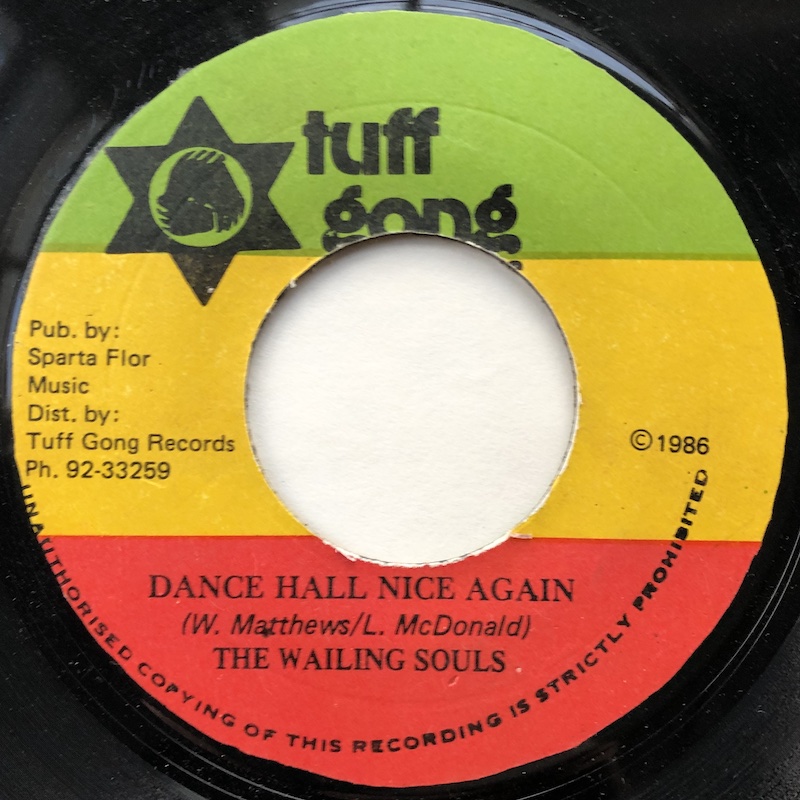 tuff
gong
Pub. by:
Sparta Flor
Music
Dist. by:
Tuff Gong Records
Ph. 92-33259
©1986
DANCE HALL NICE AGAIN
(W. Matthews/L. McDonald)
THE WAILING SOULS
UNAUTHORISED COPYING OF THIS RECORDING IS STRICTLY PROHIBITED